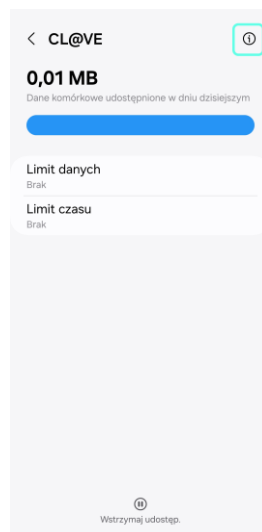 CL@VE
0,01 MB
Dane komórkowe udostępnione w dniu dzisiejszym
Limit danych
Brak
Limit czasu
Brak
Wstrzymaj udostęp.